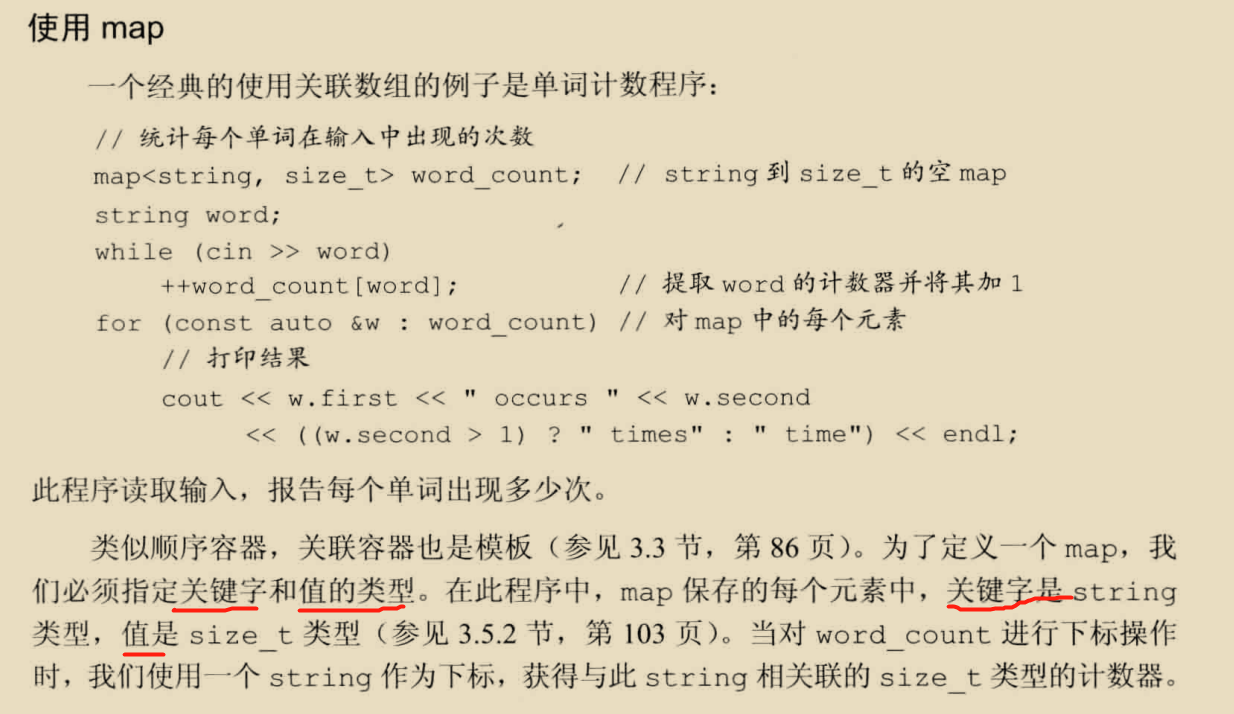 使用 map
一个经典的使用关联数组的例子是单词计数程序：
// 统计每个单词在输入中出现的次数
map<string, size_t> word_count; // string 到 size_t 的空 map
string word;
while (cin >> word)
++word_count[word]; // 提取 word 的计数器并将其加 1
for (const auto &w : word_count) // 对 map 中的每个元素
// 打印结果
cout << w.first << " occurs " << w.second
<< ((w.second > 1) ? " times" : " time") << endl;
此程序读取输入，报告每个单词出现多少次。
类似顺序容器，关联容器也是模板（参见 3.3 节，第 86 页）。为了定义一个 map，我
们必须指定关键字和值的类型。在此程序中，map 保存的每个元素中，关键字是 string
类型，值是 size_t 类型（参见 3.5.2 节，第 103 页）。当对 word_count 进行下标操作
时，我们使用一个 string 作为下标，获得与此 string 相关联的 size_t 类型的计数器。